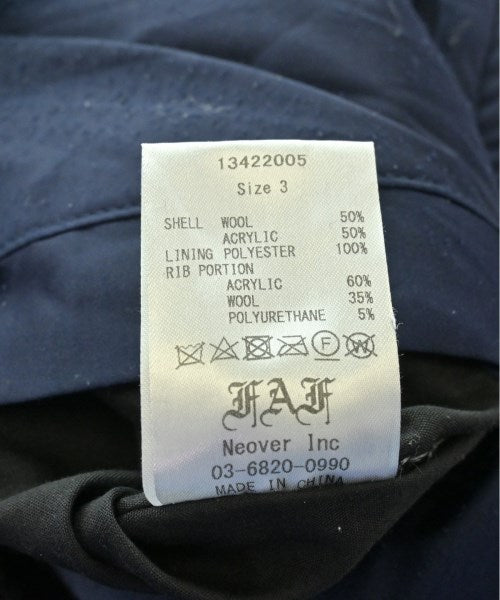 13422005
Size 3
SHELL WOOL 50%
ACRYLIC 50%
LINING POLYESTER 100%
RIB PORTION
ACRYLIC 60%
WOOL 35%
POLYURETHANE 5%
F W
FAF
Neover Inc
03-6820-0990
MADE IN CHINA